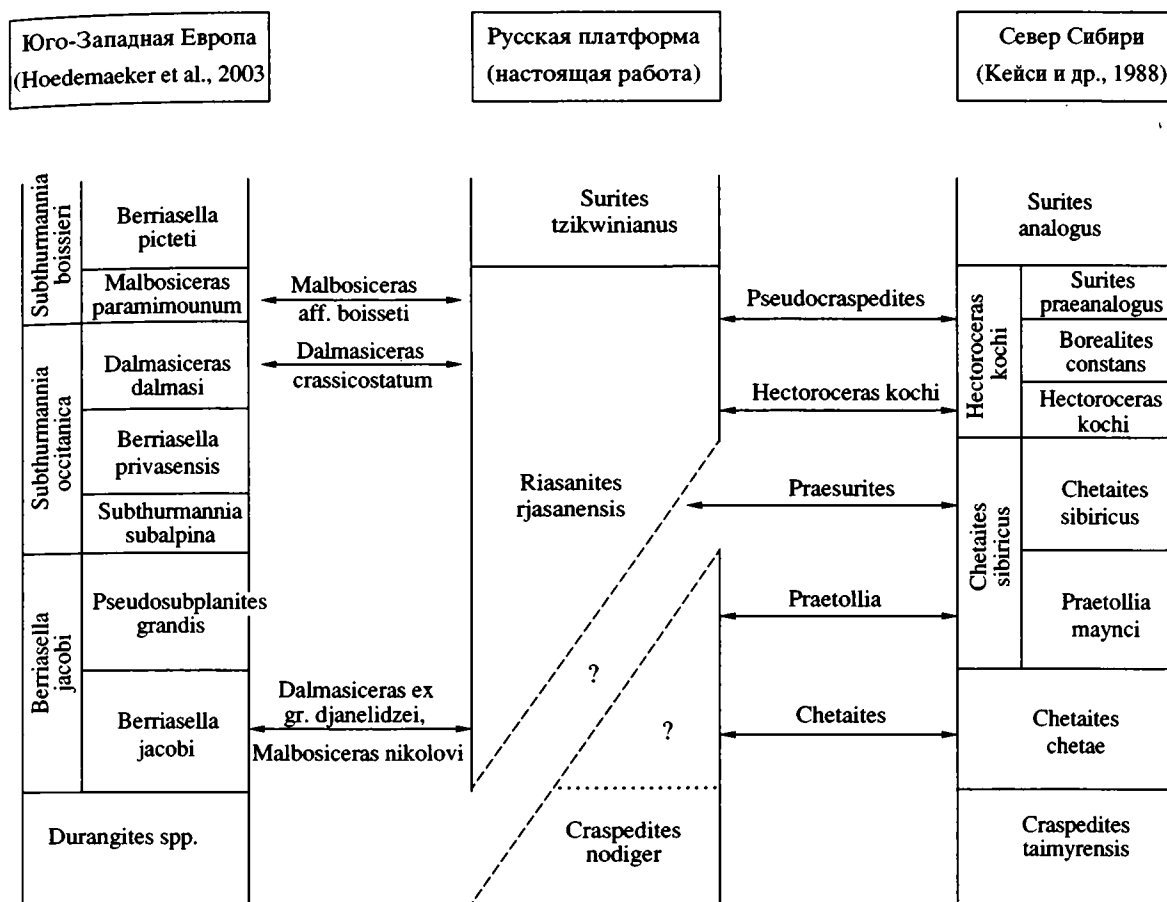 Юго-Западная Европа
(Hoedemaeker et al., 2003
Русская платформа
(настоящая работа)
Север Сибири
(Кейси и др., 1988)
Subthurmannia
boissieri
Berriasella
picteti
Malbosiceras
paramimounum
Subthurmannia
occitanica
Dalmasiceras
dalmasi
Berriasella
privasensis
Subthurmannia
subalpina
Berriasella
jacobi
Pseudosubplanites
grandis
Berriasella
jacobi
Durangites spp.
Malbosiceras
aff. boisseti
Dalmasiceras
crassicostatum
Dalmasiceras ex
gr. djanelidzei,
Malbosiceras nikolovi
Surites
tzikwinianus
Riasanites
rjasanensis
?
?
Craspedites
nodiger
Pseudocraspedites
Hectoroceras kochi
Praesurites
Praetollia
Chetaites
Surites
analogus
Hectoroceras
kochi
Surites
praeanalogus
Borealites
constans
Hectoroceras
kochi
Chetaites
sibiricus
Chetaites
sibiricus
Praetollia
maynci
Chetaites
chetae
Craspedites
taimyrensis